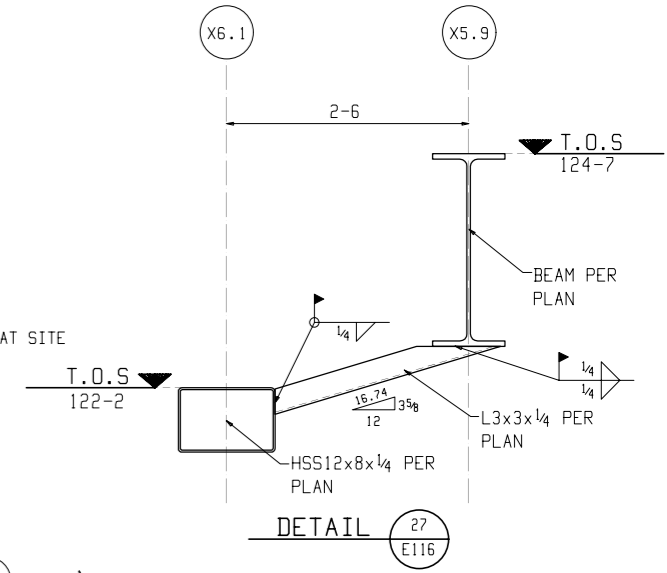 X6.1
X5.9
2-6
T.O.S
124-7
BEAM PER
PLAN
AT SITE
1/4
T.O.S
122-2
1/4
1/4
16.74
3 5/8
12
L3x3x1/4 PER
PLAN
HSS12x8x1/4 PER
PLAN
DETAIL
27
E116